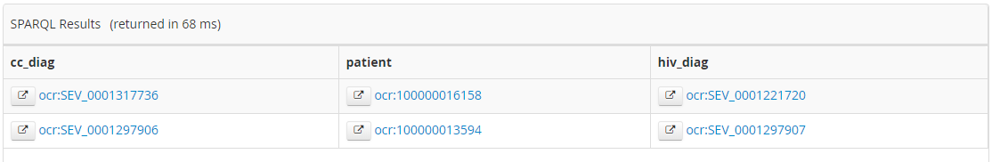 SPARQL Results (returned in 68 ms)
cc_diag patient hiv_diag
ocr:SEV_0001317736 ocr:100000016158 ocr:SEV_0001221720
ocr:SEV_0001297906 ocr:100000013594 ocr:SEV_0001297907